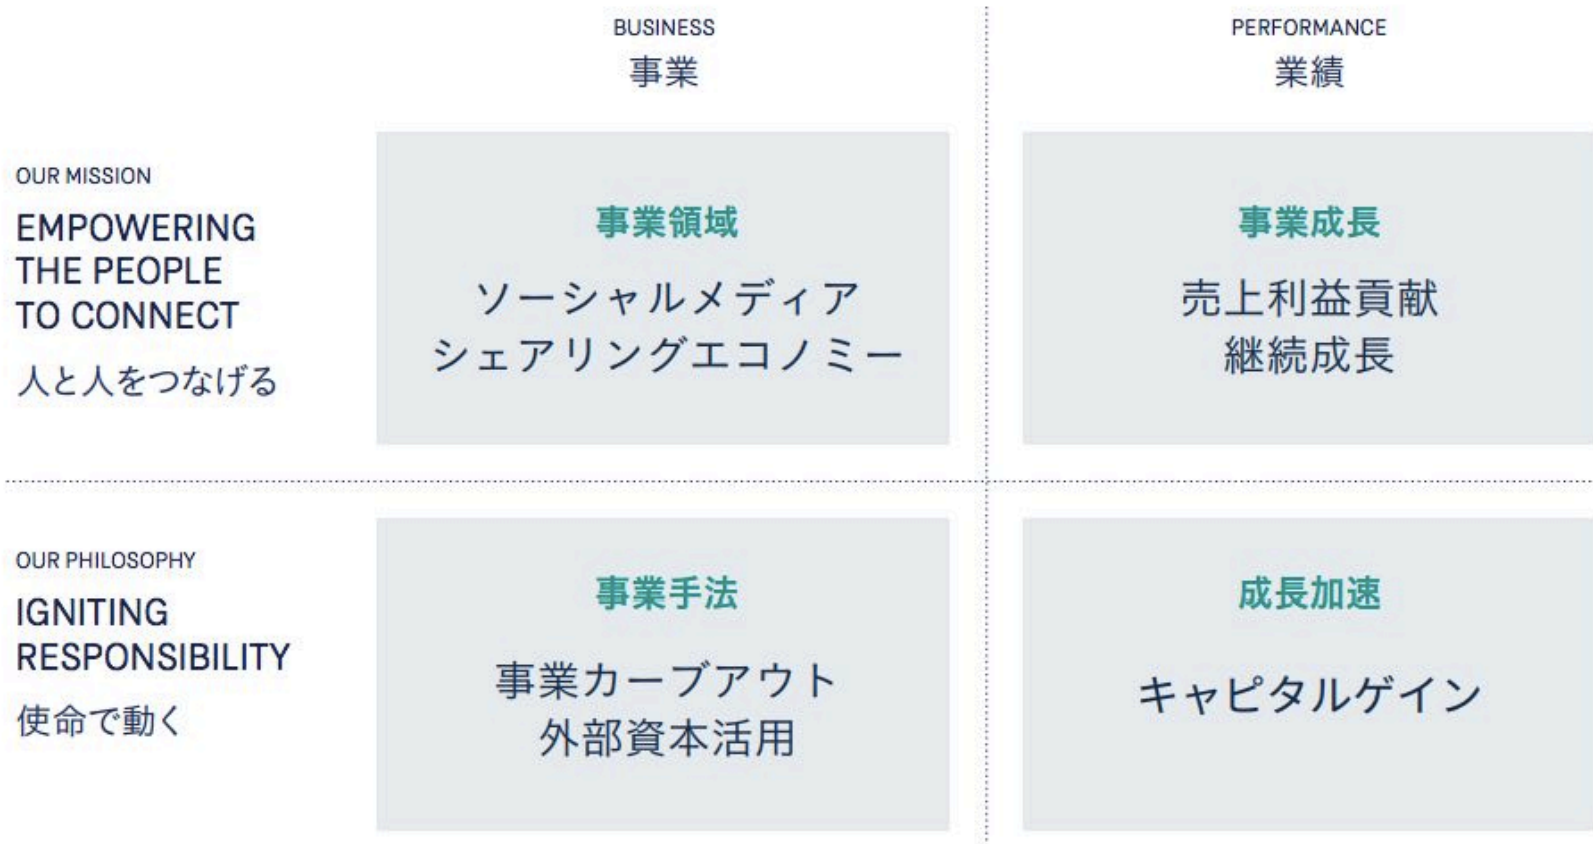 BUSINESS
事業
PERFORMANCE
業績
OUR MISSION
EMPOWERING
THE PEOPLE
TO CONNECT
人と人をつなげる
事業領域
ソーシャルメディア
シェアリングエコノミー
事業成長
売上利益貢献
継続成長
OUR PHILOSOPHY
IGNITING
RESPONSIBILITY
使命で動く
事業手法
事業カーブアウト
外部資本活用
成長加速
キャピタルゲイン